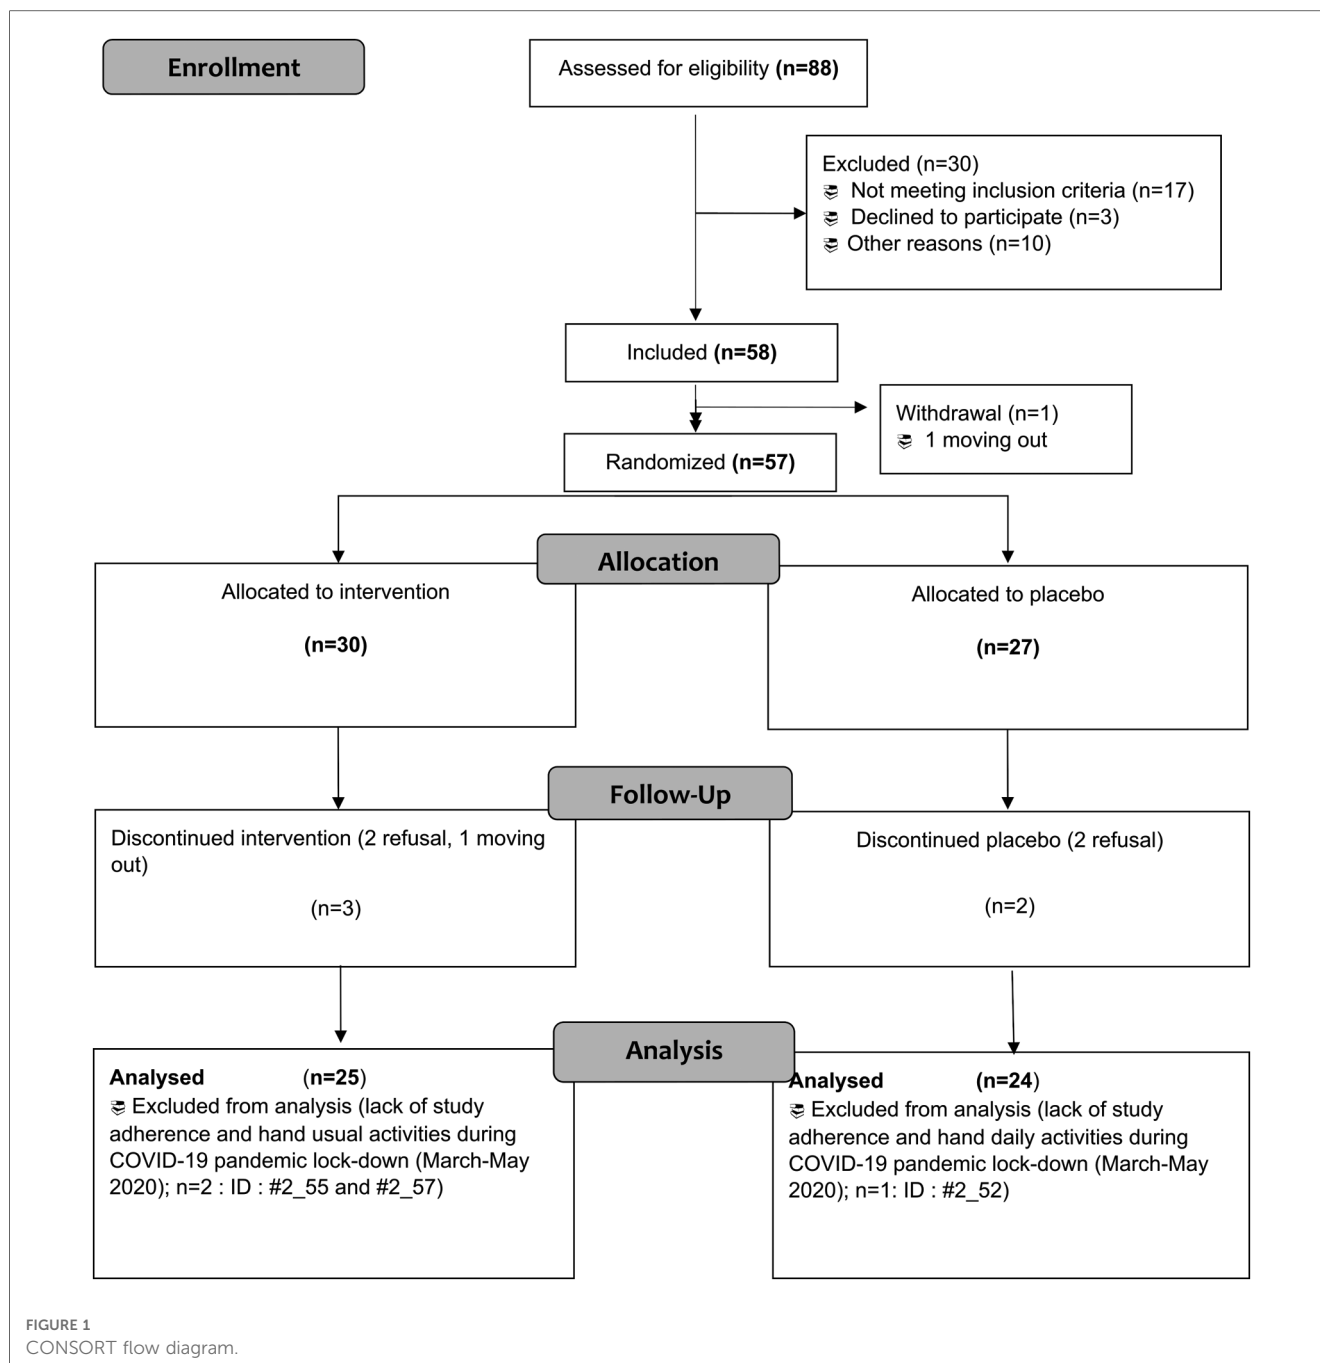 Enrollment
Assessed for eligibility (n=88)
Excluded (n=30)
Not meeting inclusion criteria (n=17)
Declined to participate (n=3)
Other reasons (n=10)
Included (n=58)
Withdrawal (n=1)
1 moving out
Randomized (n=57)
Allocation
Allocated to intervention
(n=30)
Allocated to placebo
(n=27)
Follow-Up
Discontinued intervention (2 refusal, 1 moving
out)
(n=3)
Discontinued placebo (2 refusal)
(n=2)
Analysis
Analysed (n=25)
Excluded from analysis (lack of study
adherence and hand usual activities during
COVID-19 pandemic lock-down (March-May
2020); n=2 : ID : #2_55 and #2_57)
Analysed (n=24)
Excluded from analysis (lack of study
adherence and hand daily activities during
COVID-19 pandemic lock-down (March-May
2020); n=1: ID : #2_52)
FIGURE 1
CONSORT flow diagram.